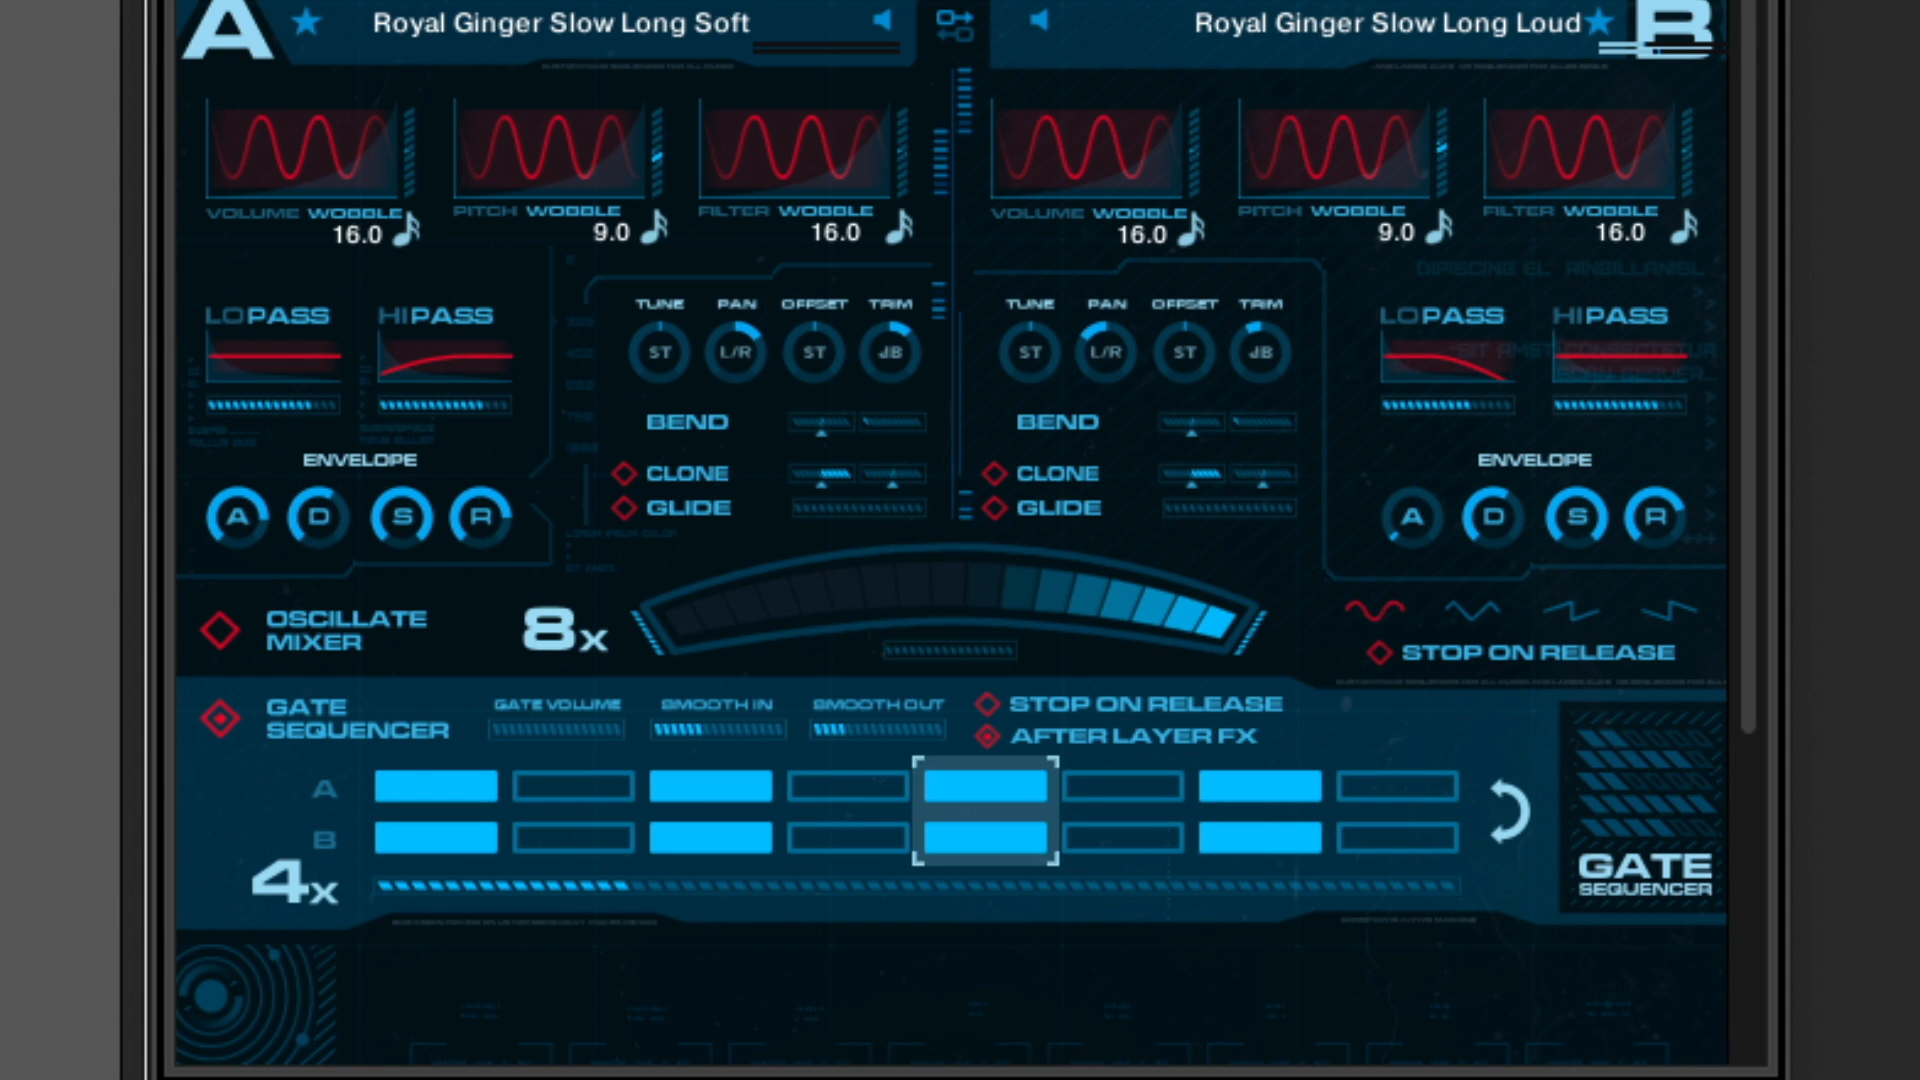 A
Royal Ginger Slow Long Soft
Royal Ginger Slow Long Loud
B
VOLUME WOBBLE
16.0
PITCH WOBBLE
9.0
FILTER WOBBLE
16.0
VOLUME WOBBLE
16.0
PITCH WOBBLE
9.0
FILTER WOBBLE
16.0
LOPASS
HIPASS
TUNE PAN OFFSET TRIM
ST L/R ST dB
TUNE PAN OFFSET TRIM
ST L/R ST dB
LOPASS
HIPASS
BEND
CLONE
GLIDE
BEND
CLONE
GLIDE
ENVELOPE
A D S R
ENVELOPE
A D S R
OSCILLATE
MIXER
8x
STOP ON RELEASE
GATE
SEQUENCER
GATE VOLUME
SMOOTH IN
SMOOTH OUT
STOP ON RELEASE
AFTER LAYER FX
A
B
4x
GATE
SEQUENCER